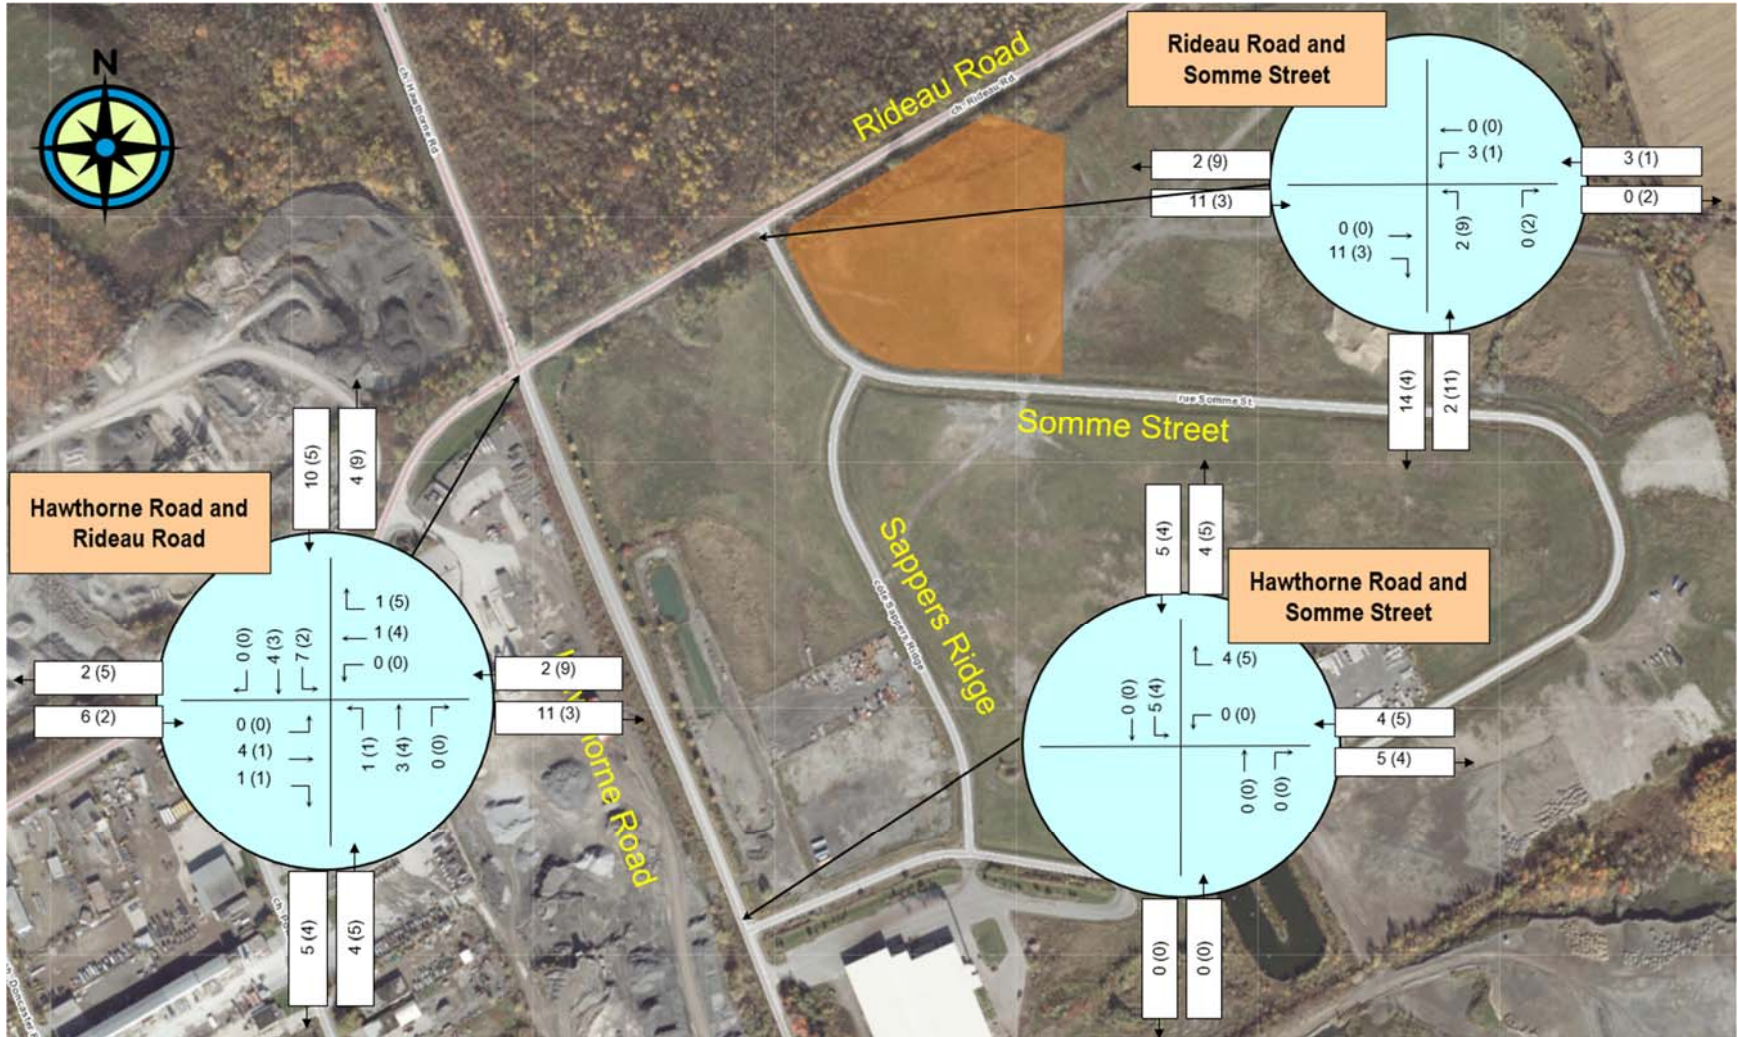 N
ch. Hawthorne Rd
Rideau Road
ch. Rideau Rd
Rideau Road and
Somme Street
0 (0)
3 (1)
2 (9)
11 (3)
3 (1)
0 (2)
0 (0)
11 (3)
2 (9)
0 (2)
14 (4)
2 (11)
rue Somme St
Somme Street
Sappers Ridge
côte Sappers Ridge
Hawthorne Road and
Rideau Road
10 (5)
4 (9)
1 (5)
1 (4)
0 (0)
0 (0)
4 (3)
7 (2)
2 (5)
6 (2)
2 (9)
11 (3)
0 (0)
4 (1)
1 (1)
1 (1)
3 (4)
0 (0)
5 (4)
4 (5)
orne Road
Hawthorne Road and
Somme Street
5 (4)
4 (5)
4 (5)
0 (0)
0 (0)
5 (4)
4 (5)
5 (4)
0 (0)
0 (0)
0 (0)
0 (0)